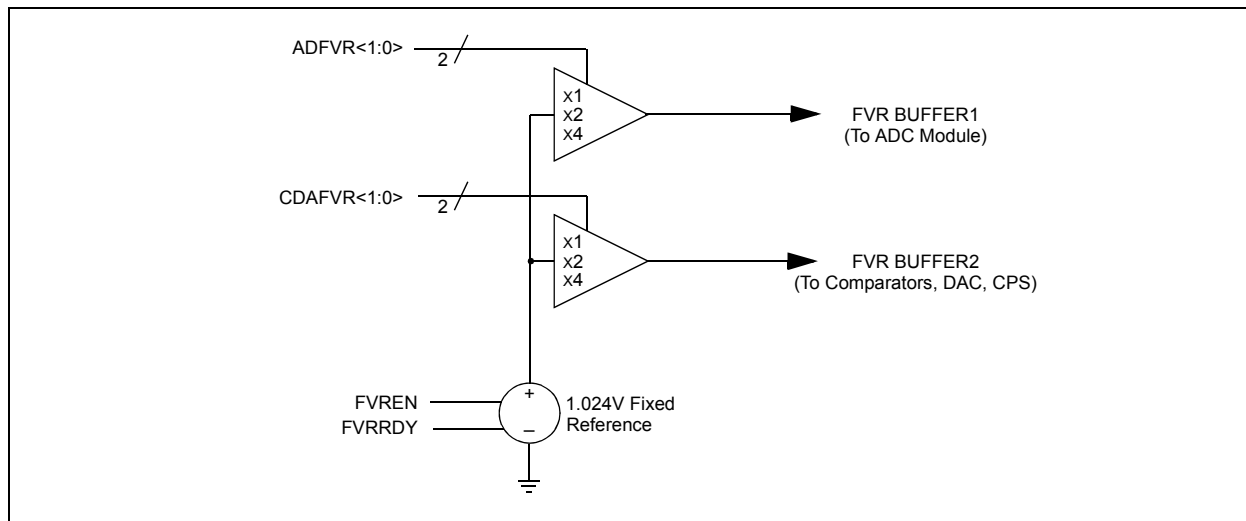 ADFVR<1:0>
2
X1
X2
X4
FVR BUFFER1
(To ADC Module)
CDAFVR<1:0>
2
X1
X2
X4
FVR BUFFER2
(To Comparators, DAC, CPS)
FVREN
FVRRDY
+
–
1.024V Fixed
Reference